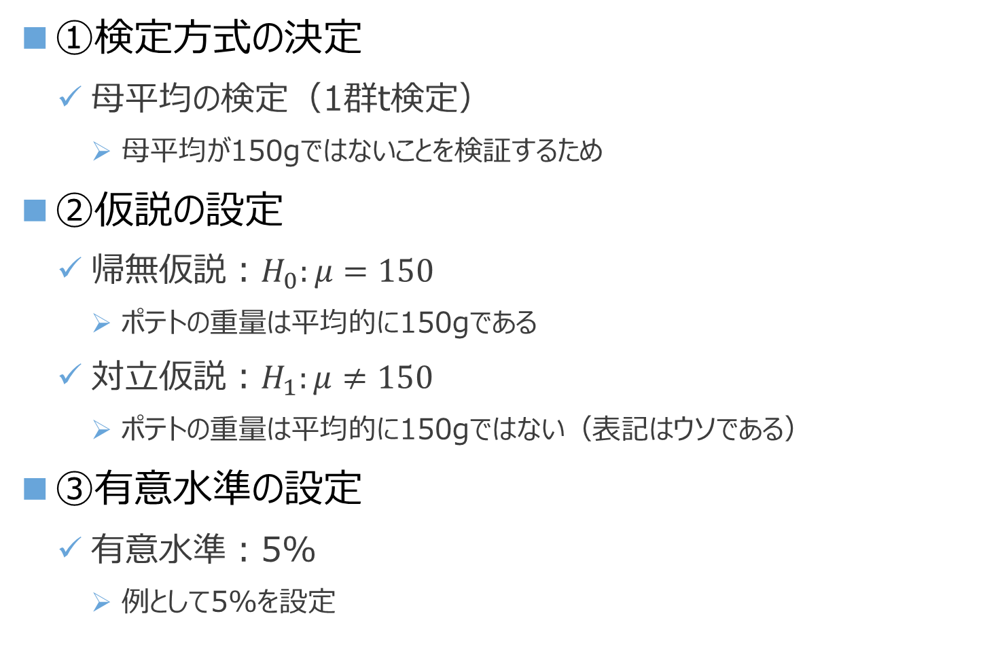 ①検定方式の決定
母平均の検定（1群t検定）
母平均が150gではないことを検証するため
②仮説の設定
帰無仮説：H₀: μ = 150
ポテトの重量は平均的に150gである
対立仮説：H₁: μ ≠ 150
ポテトの重量は平均的に150gではない（表記はウソである）
③有意水準の設定
有意水準：5%
例として5%を設定